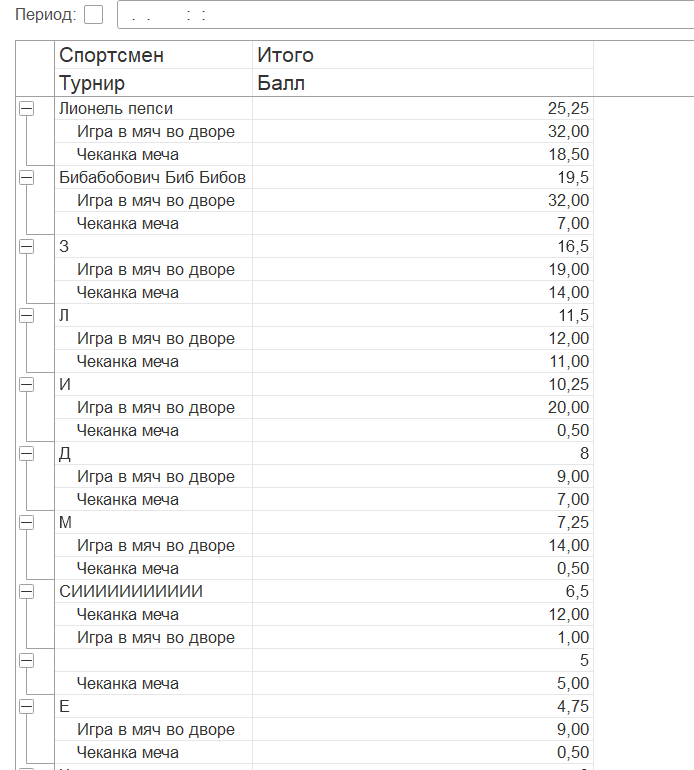 Период: . . : :
Спортсмен Итого
Турнир Балл
Лионель пепси 25,25
Игра в мяч во дворе 32,00
Чеканка меча 18,50
Бибабобович Биб Бибов 19,5
Игра в мяч во дворе 32,00
Чеканка меча 7,00
З 16,5
Игра в мяч во дворе 19,00
Чеканка меча 14,00
Л 11,5
Игра в мяч во дворе 12,00
Чеканка меча 11,00
И 10,25
Игра в мяч во дворе 20,00
Чеканка меча 0,50
Д 8
Игра в мяч во дворе 9,00
Чеканка меча 7,00
М 7,25
Игра в мяч во дворе 14,00
Чеканка меча 0,50
СИИИИИИИИИИИ 6,5
Чеканка меча 12,00
Игра в мяч во дворе 1,00
5
Чеканка меча 5,00
Е 4,75
Игра в мяч во дворе 9,00
Чеканка меча 0,50